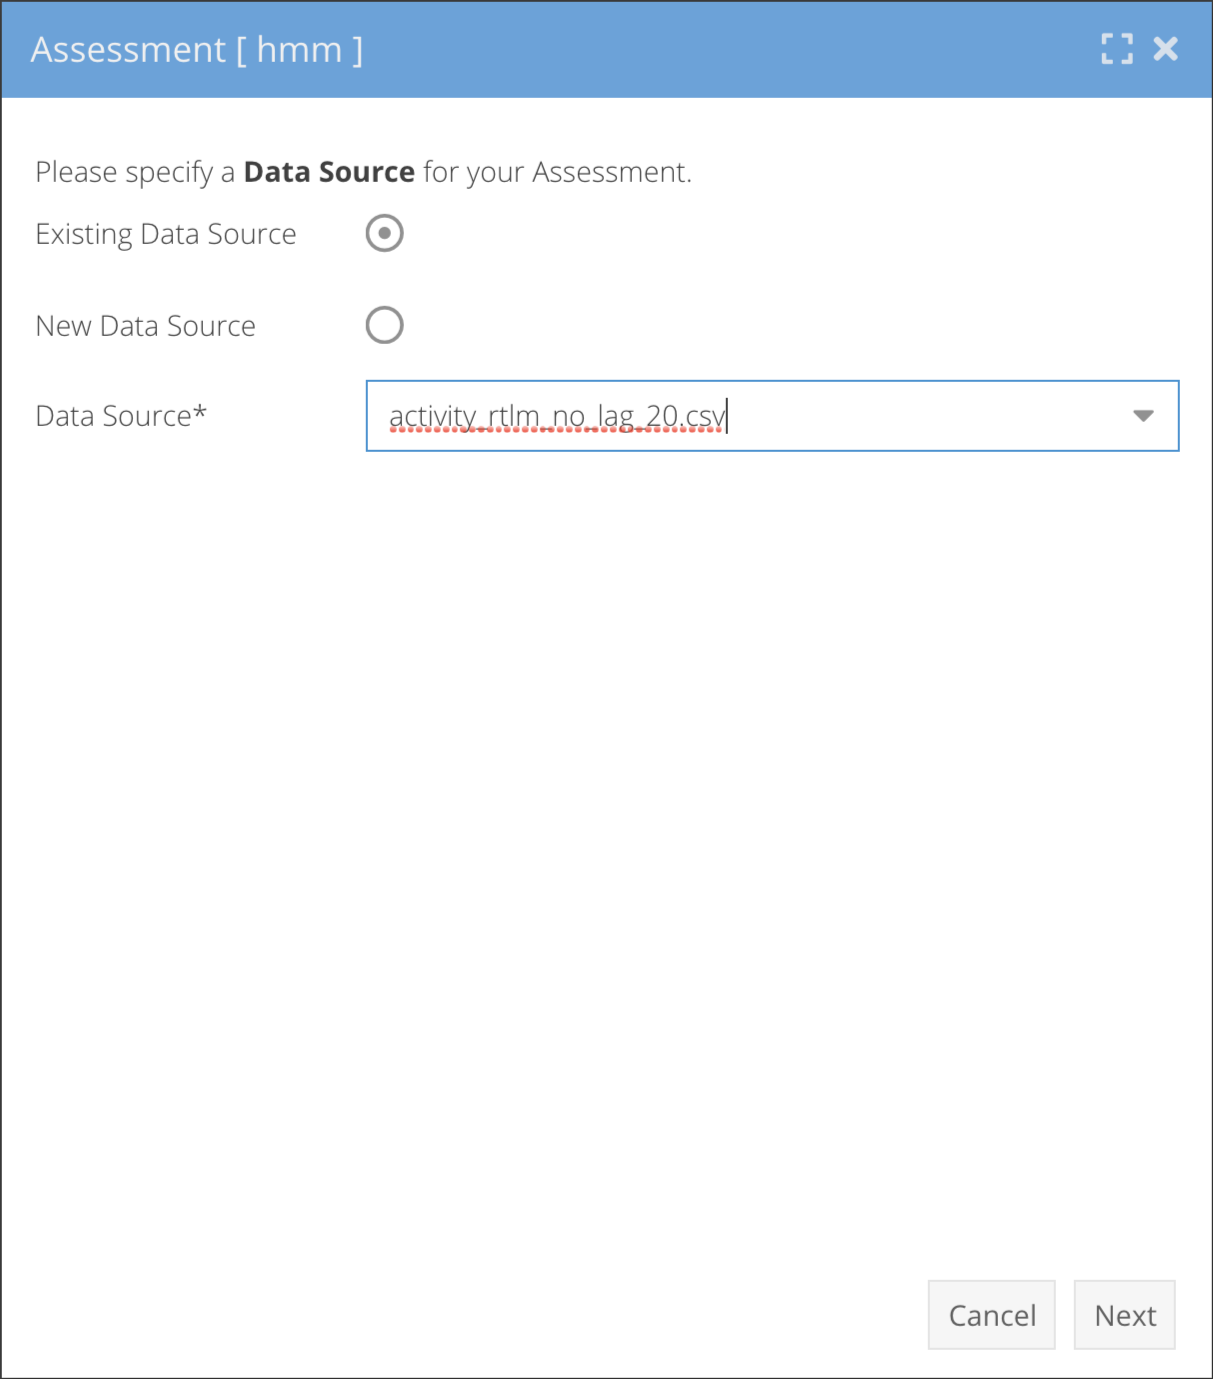 Assessment [ hmm ]
Please specify a Data Source for your Assessment.
Existing Data Source
New Data Source
Data Source*
activity_rtlm_no_lag_20.csv
Cancel
Next